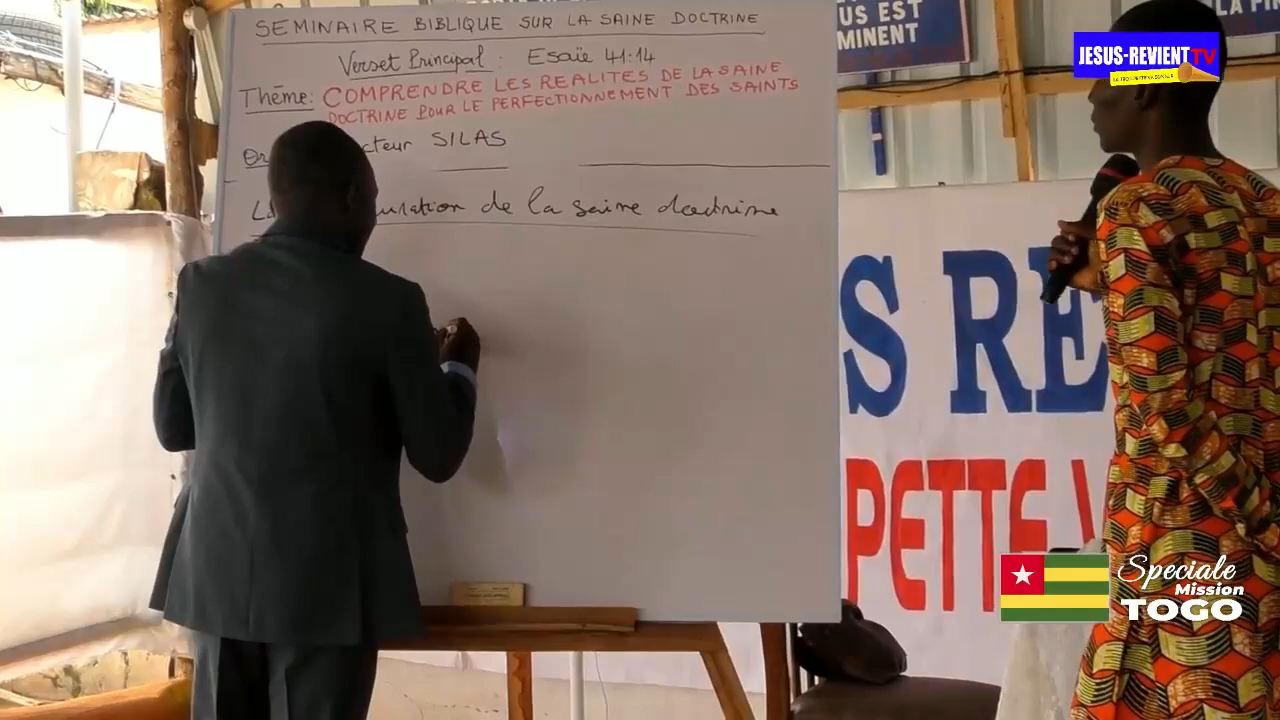 SEMINAIRE BIBLIQUE SUR LA SAINE DOCTRINE
Verset Principal : Esaïe 41:14
Thème: COMPRENDRE LES REALITES DE LA SAINE
DOCTRINE POUR LE PERFECTIONNEMENT DES SAINTS
SILAS
de la saine doctrine
US EST
MINENT
JESUS-REVIENT TV
S RE
PETTE
Speciale
Mission
TOGO